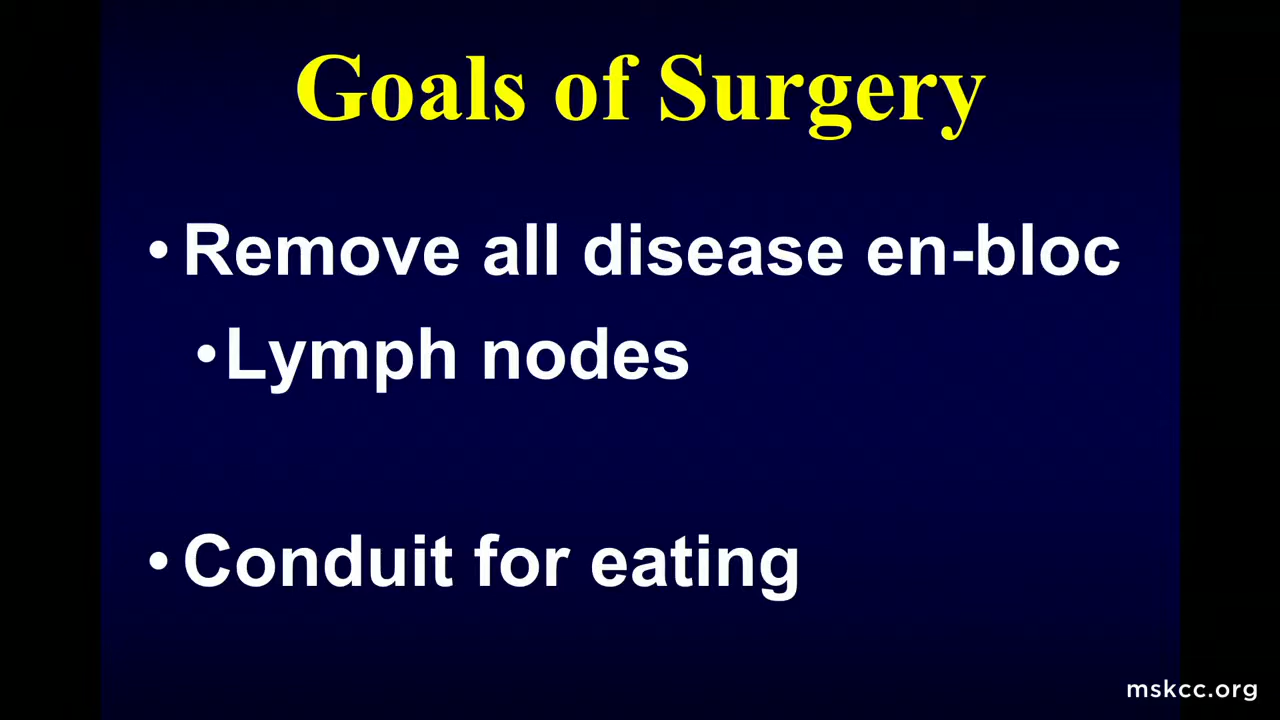 Goals of Surgery
• Remove all disease en-bloc
• Lymph nodes
• Conduit for eating
mskcc.org